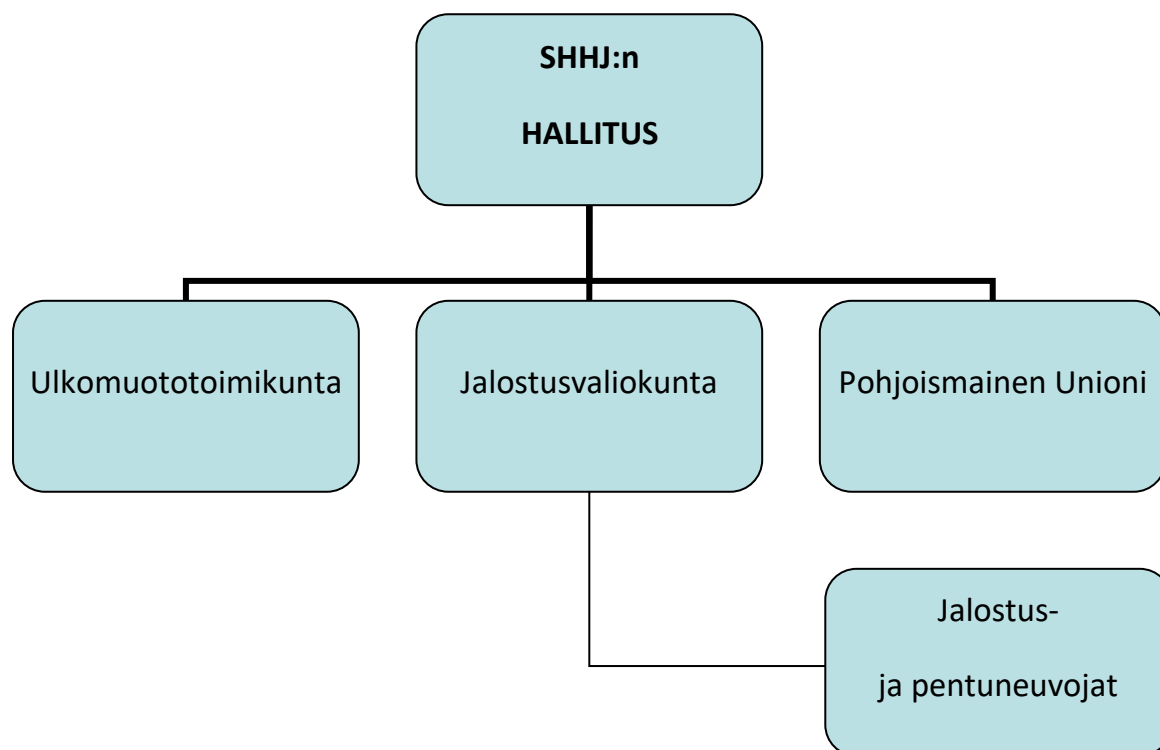 SHHJ:n
HALLITUS
Ulkomuototoimikunta
Jalostusvaliokunta
Pohjoismainen Unioni
Jalostus-
ja pentuneuvojat